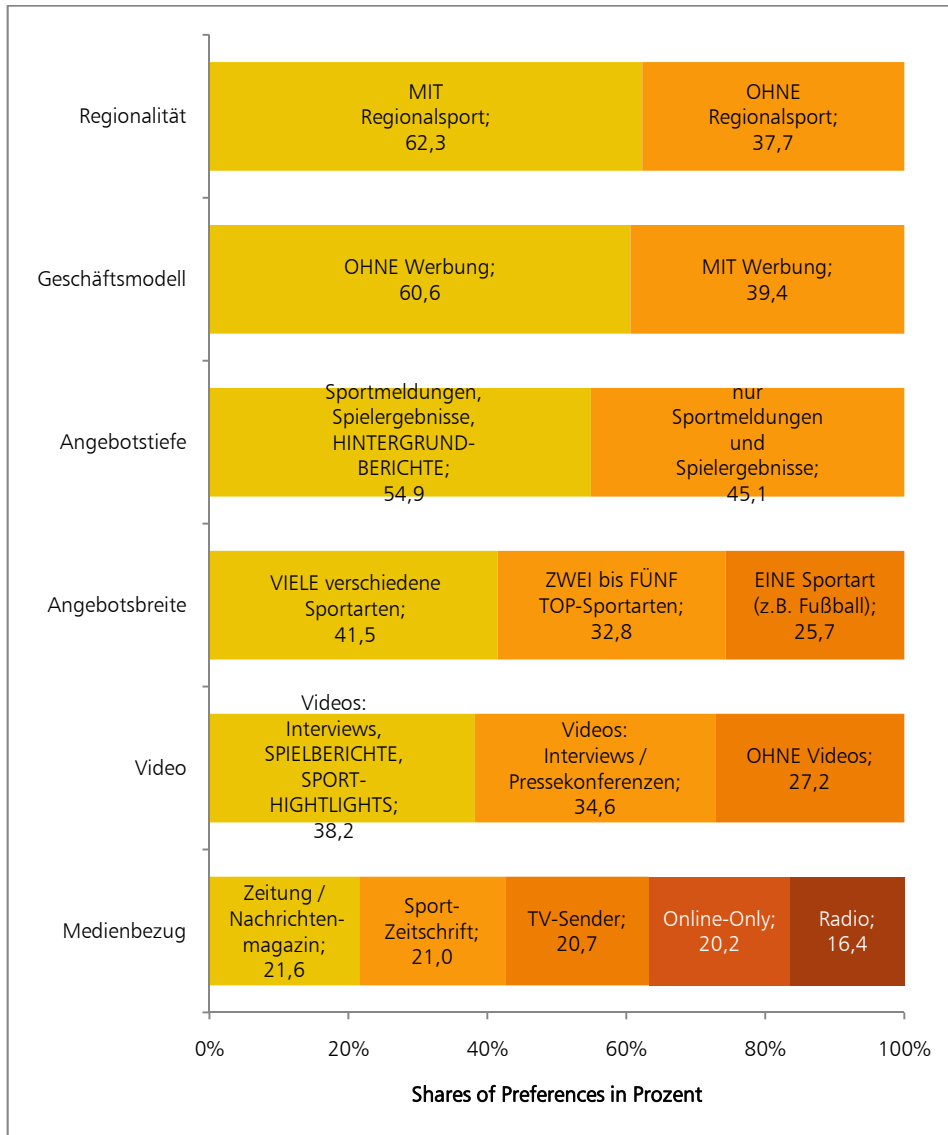 Regionalität
MIT
Regionalsport;
62,3
OHNE
Regionalsport;
37,7
Geschäftsmodell
OHNE Werbung;
60,6
MIT Werbung;
39,4
Angebotstiefe
Sportmeldungen,
Spielergebnisse,
HINTERGRUND-
BERICHTE;
54,9
nur
Sportmeldungen
und
Spielergebnisse;
45,1
Angebotsbreite
VIELE verschiedene
Sportarten;
41,5
ZWEI bis FÜNF
TOP-Sportarten;
32,8
EINE Sportart
(z.B. Fußball);
25,7
Video
Videos:
Interviews,
SPIELBERICHTE,
SPORT-
HIGHTLIGHTS;
38,2
Videos:
Interviews /
Pressekonferenzen;
34,6
OHNE Videos;
27,2
Medienbezug
Zeitung /
Nachrichten-
magazin;
21,6
Sport-
Zeitschrift;
21,0
TV-Sender;
20,7
Online-Only;
20,2
Radio;
16,4
0%
20%
40%
60%
80%
100%
Shares of Preferences in Prozent